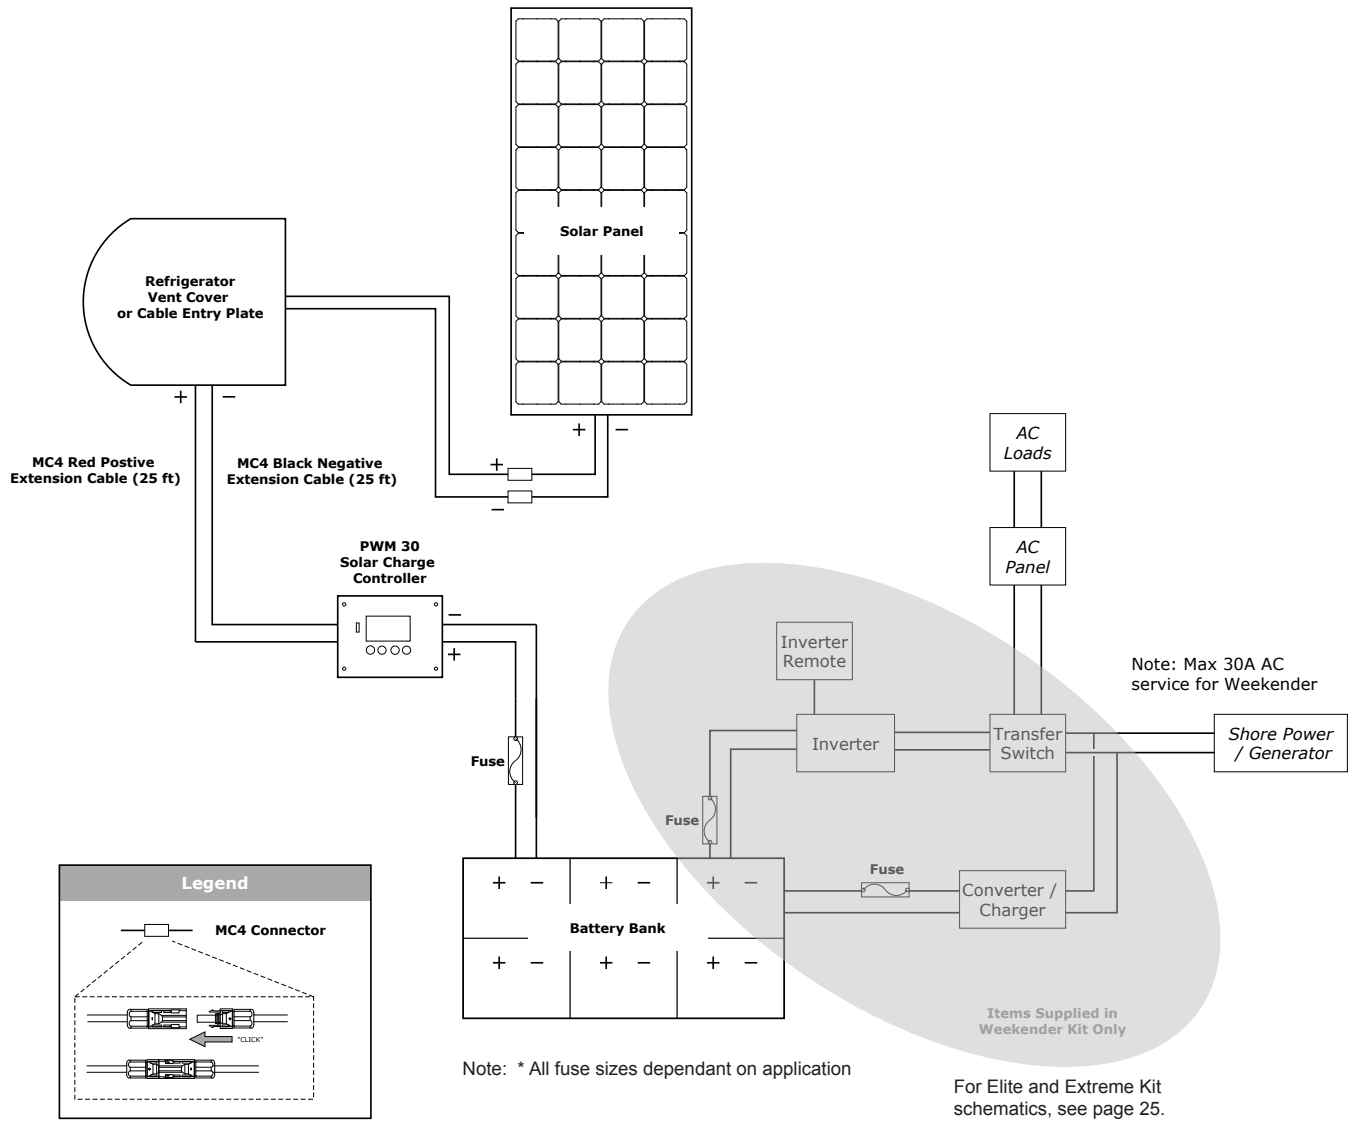 Solar Panel
Refrigerator
Vent Cover
or Cable Entry Plate
+ −
+ −
+
−
MC4 Red Postive
Extension Cable (25 ft)
MC4 Black Negative
Extension Cable (25 ft)
PWM 30
Solar Charge
Controller
−
+
Fuse
AC
Loads
AC
Panel
Inverter
Remote
Inverter
Transfer
Switch
Note: Max 30A AC
service for Weekender
Shore Power
/ Generator
Fuse
Fuse
Converter /
Charger
+ − + − + −
Battery Bank
+ − + − + −
Items Supplied in
Weekender Kit Only
Legend
MC4 Connector
"CLICK"
Note: * All fuse sizes dependant on application
For Elite and Extreme Kit
schematics, see page 25.